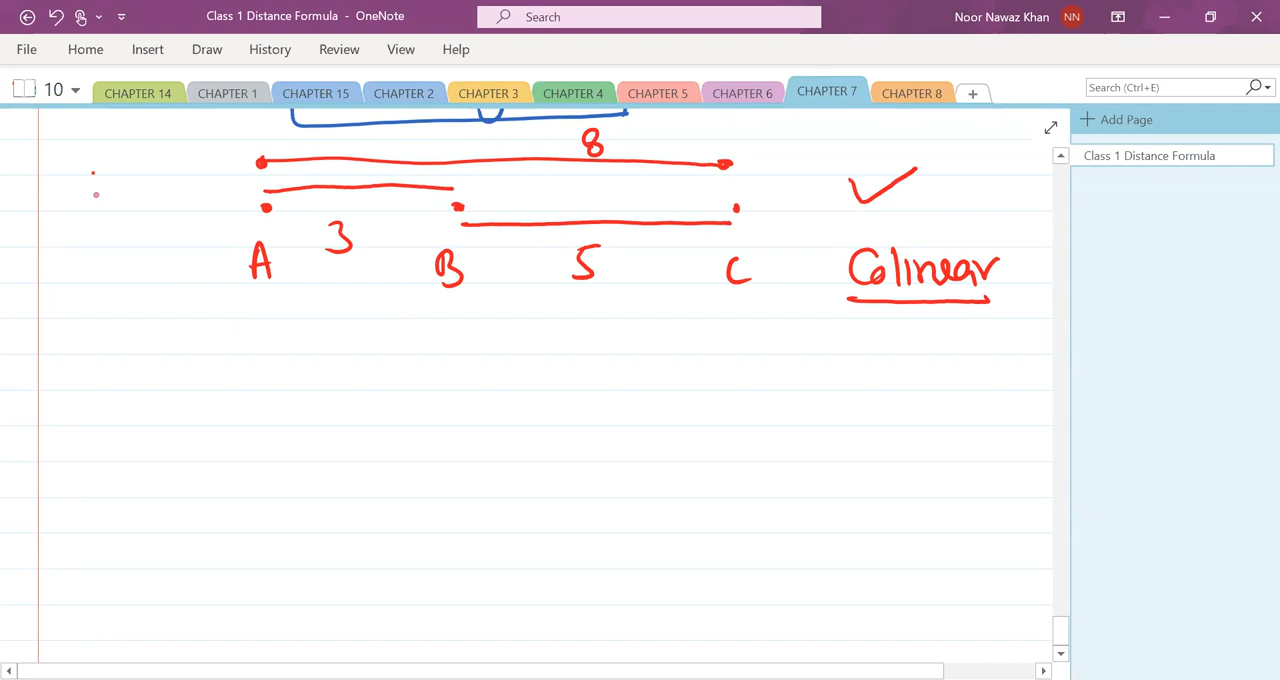 Class 1 Distance Formula - OneNote
Search
Noor Nawaz Khan NN
File Home Insert Draw History Review View Help
10 CHAPTER 14 CHAPTER 1 CHAPTER 15 CHAPTER 2 CHAPTER 3 CHAPTER 4 CHAPTER 5 CHAPTER 6 CHAPTER 7 CHAPTER 8
Search (Ctrl+E)
Add Page
Class 1 Distance Formula
8
3 5
A B C Colinear